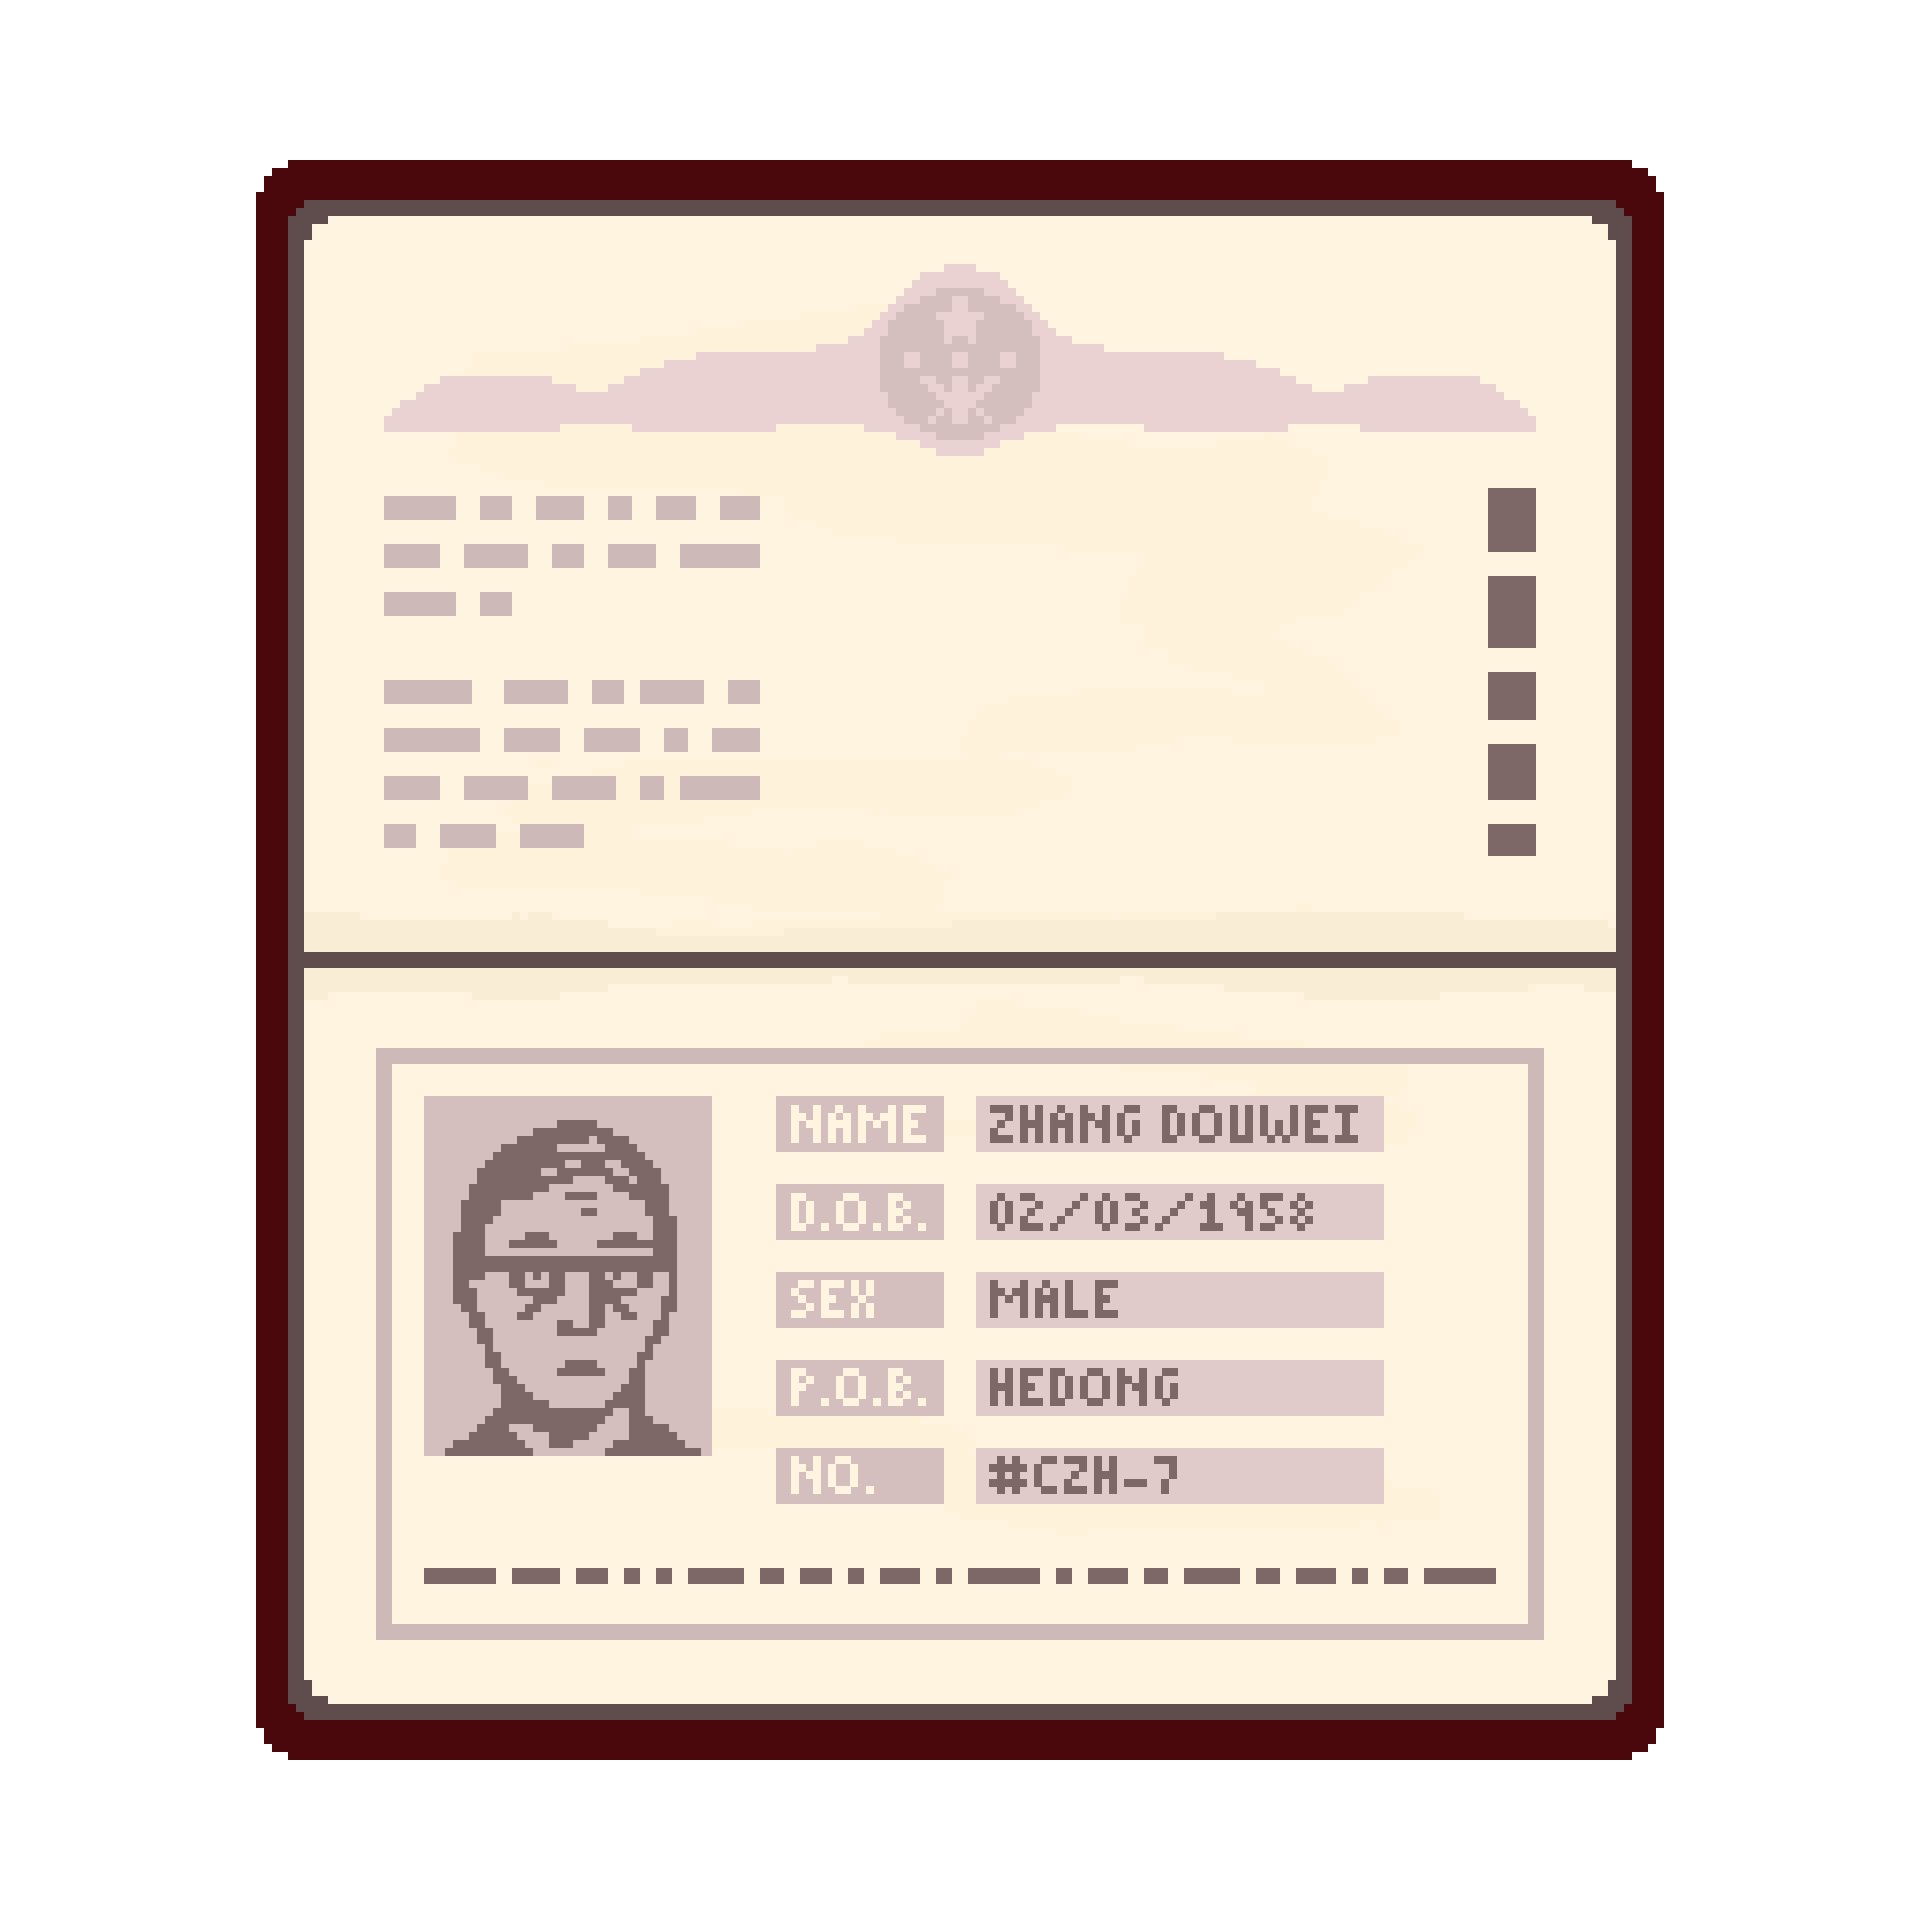 NAME ZHANG DOUWEI
D.O.B. 02/03/1958
SEX MALE
P.O.B. HEDONG
NO. #CZH-7